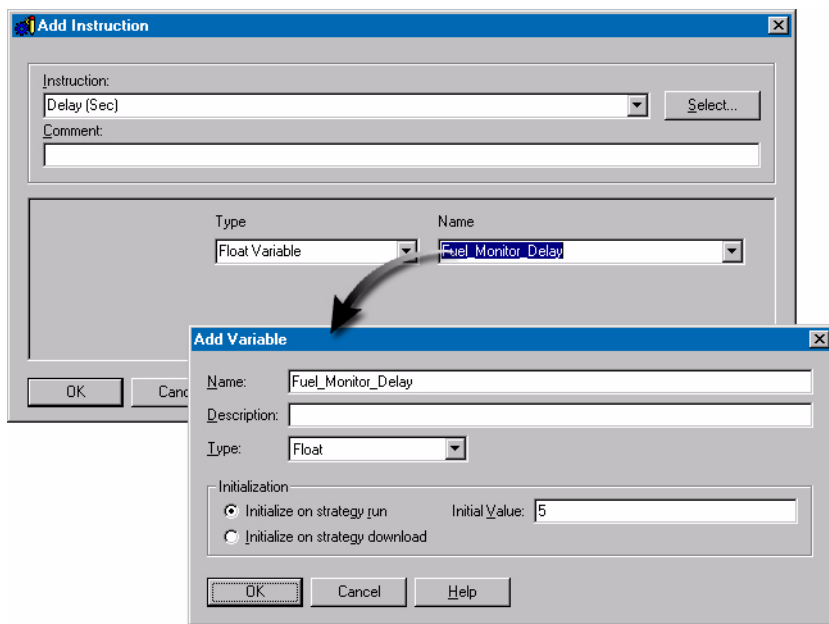 Add Instruction
Instruction:
Delay (Sec)
Select...
Comment:
Type Name
Float Variable Fuel_Monitor_Delay
OK
Add Variable
Name: Fuel_Monitor_Delay
Description:
Type: Float
Initialization
Initialize on strategy run Initial Value: 5
Initialize on strategy download
OK Cancel Help